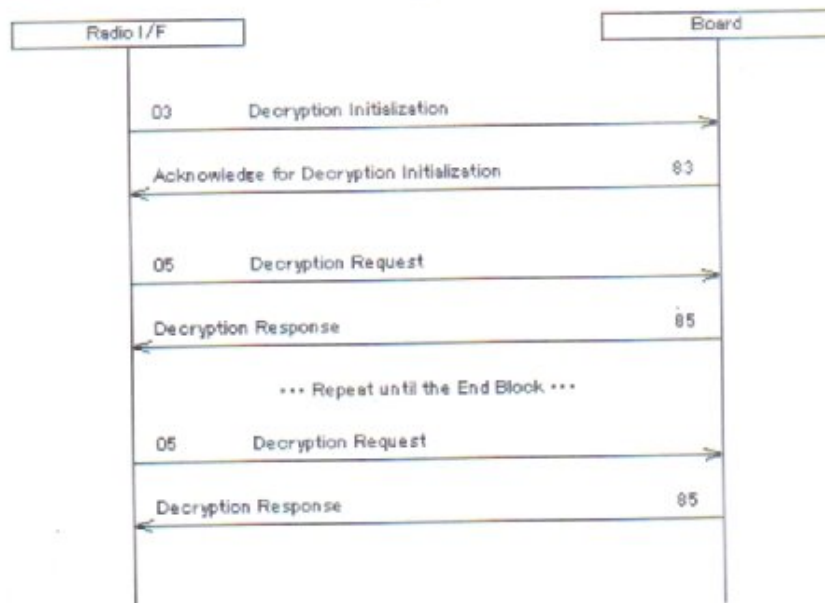 Radio I/F
Board
03 Decryption Initialization
Acknowledge for Decryption Initialization 83
05 Decryption Request
Decryption Response 85
··· Repeat until the End Block ···
05 Decryption Request
Decryption Response 85